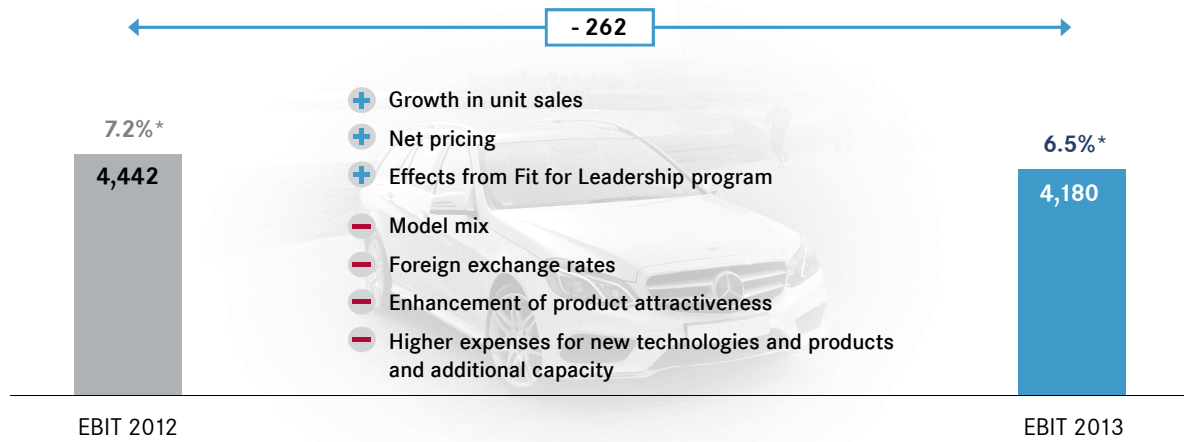 - 262
Growth in unit sales
7.2%*
Net pricing
6.5%*
4,442
Effects from Fit for Leadership program
4,180
Model mix
Foreign exchange rates
Enhancement of product attractiveness
Higher expenses for new technologies and products
and additional capacity
EBIT 2012
EBIT 2013